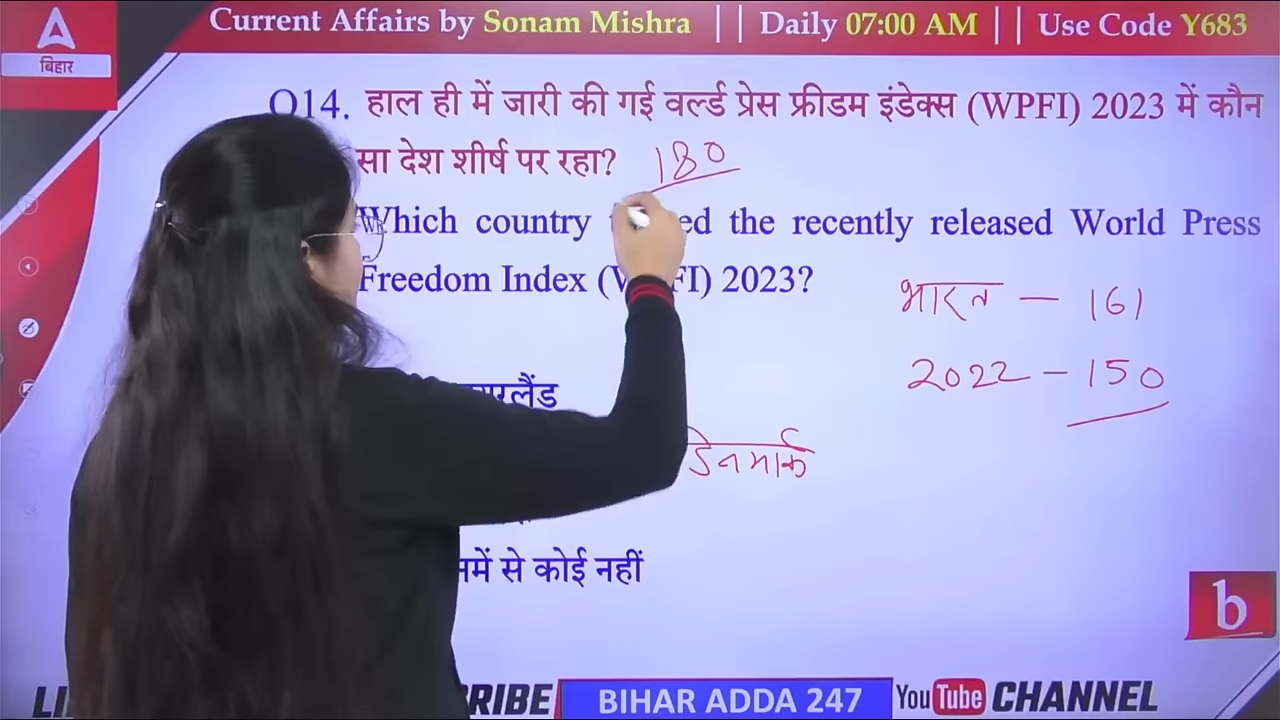 Current Affairs by Sonam Mishra || Daily 07:00 AM || Use Code Y683
बिहार
Q14. हाल ही में जारी की गई वर्ल्ड प्रेस फ्रीडम इंडेक्स (WPFI) 2023 में कौन
सा देश शीर्ष पर रहा? 180
Which country the recently released World Press
Freedom Index 2023?
भारत - 161
2022 - 150
डेनमार्क
से कोई नहीं
b
BIHAR ADDA 247 YouTube CHANNEL